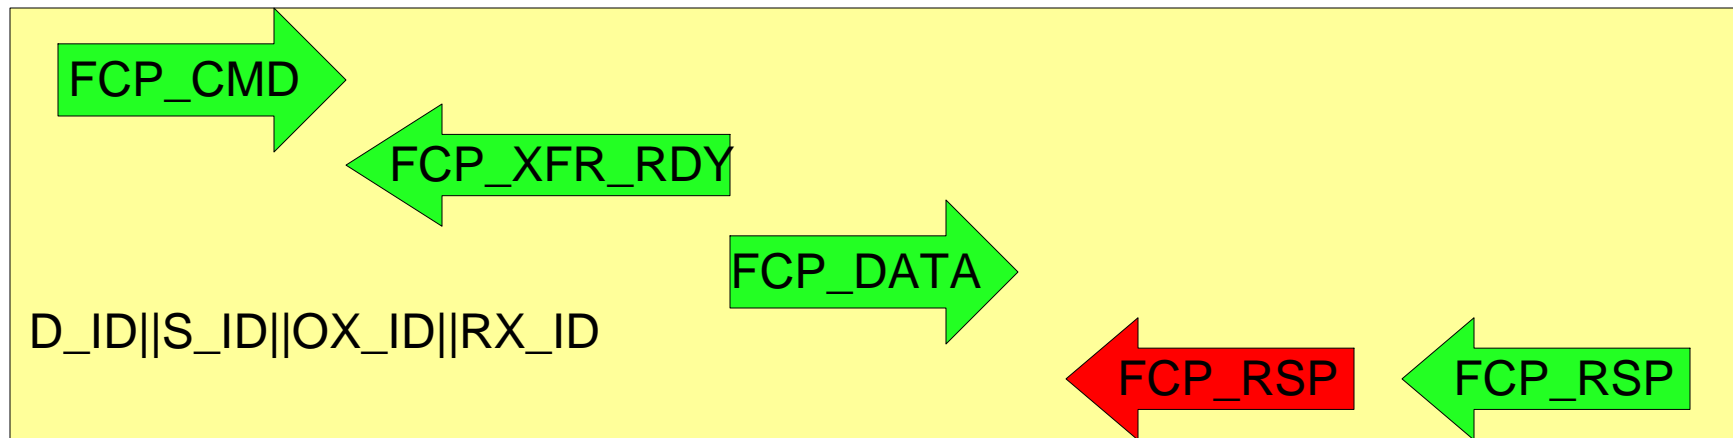 FCP_CMD
FCP_XFR_RDY
FCP_DATA
D_ID||S_ID||OX_ID||RX_ID
FCP_RSP
FCP_RSP